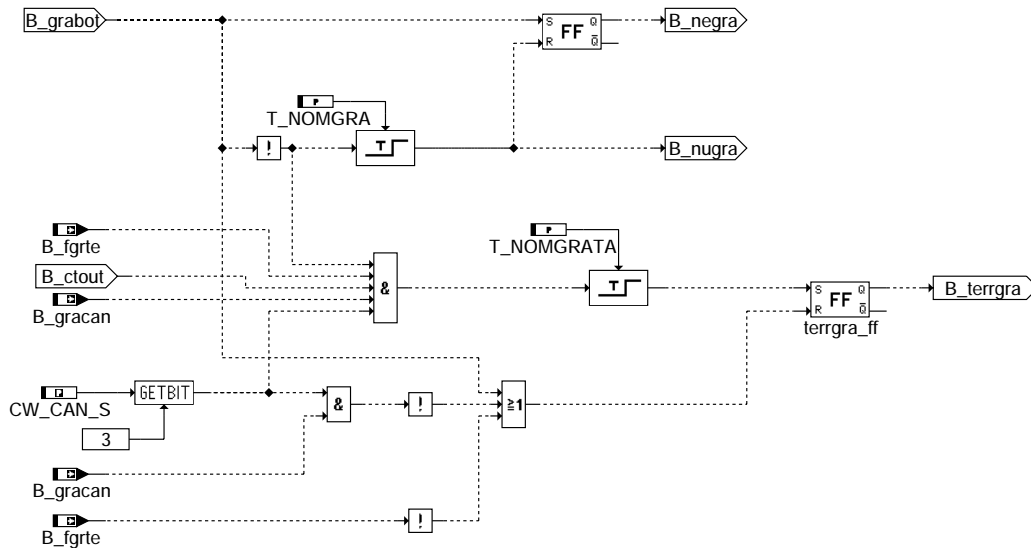 B_grabot
S Q
FF
R Q
B_negra
P
T_NOMGRA
!
T
B_nugra
B_fgrte
P
T_NOMGRATA
B_ctout
&
T
S Q
FF
R Q
B_terrgra
B_gracan
terrgra_ff
P
GETBIT
CW_CAN_S
&
!
≥1
3
B_gracan
!
B_fgrte